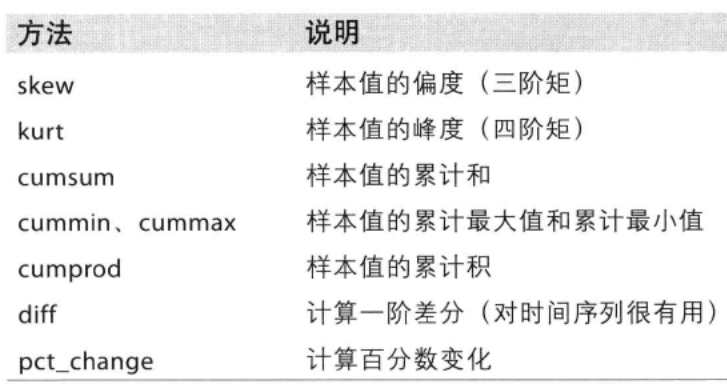 方法 说明
skew 样本值的偏度（三阶矩）
kurt 样本值的峰度（四阶矩）
cumsum 样本值的累计和
cummin、cummax 样本值的累计最大值和累计最小值
cumprod 样本值的累计积
diff 计算一阶差分（对时间序列很有用）
pct_change 计算百分数变化